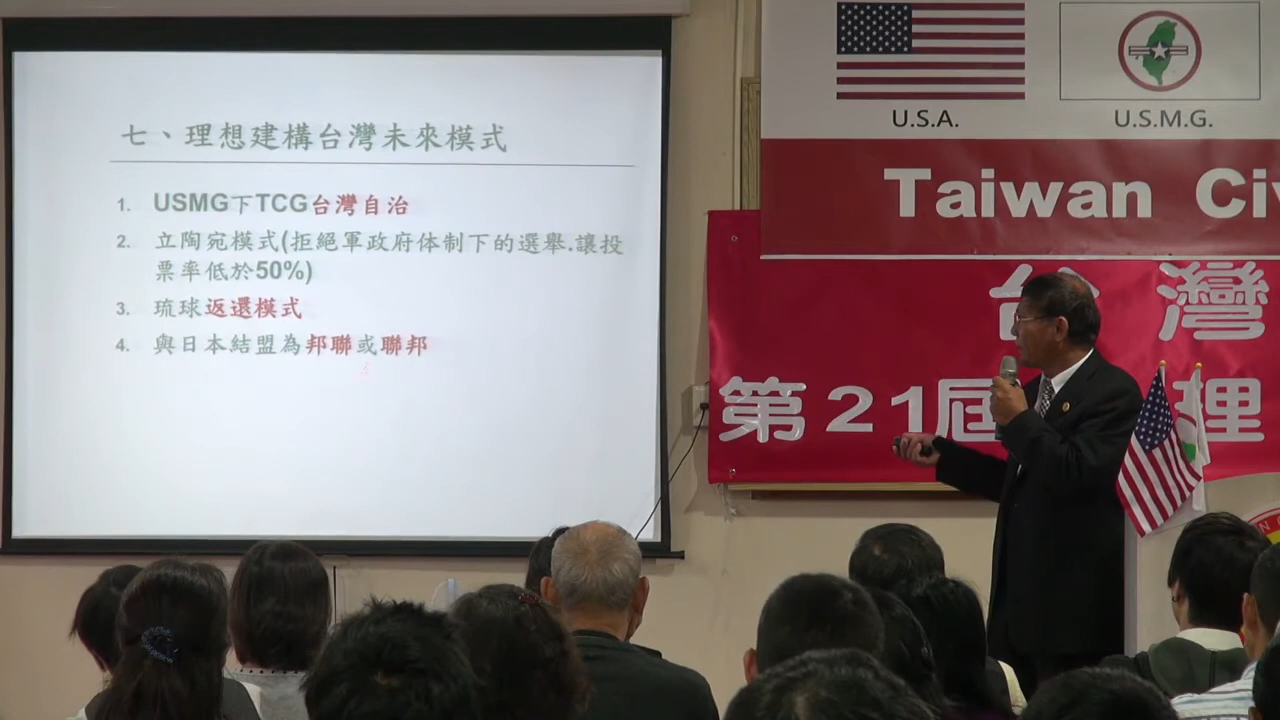 七、理想建構台灣未來模式
1. USMG下TCG台灣自治
2. 立陶宛模式(拒絕軍政府体制下的選舉.讓投
票率低於50%)
3. 琉球返還模式
4. 與日本結盟為邦聯或聯邦
U.S.A.
U.S.M.G.
Taiwan Ci
台灣
第21屆 理